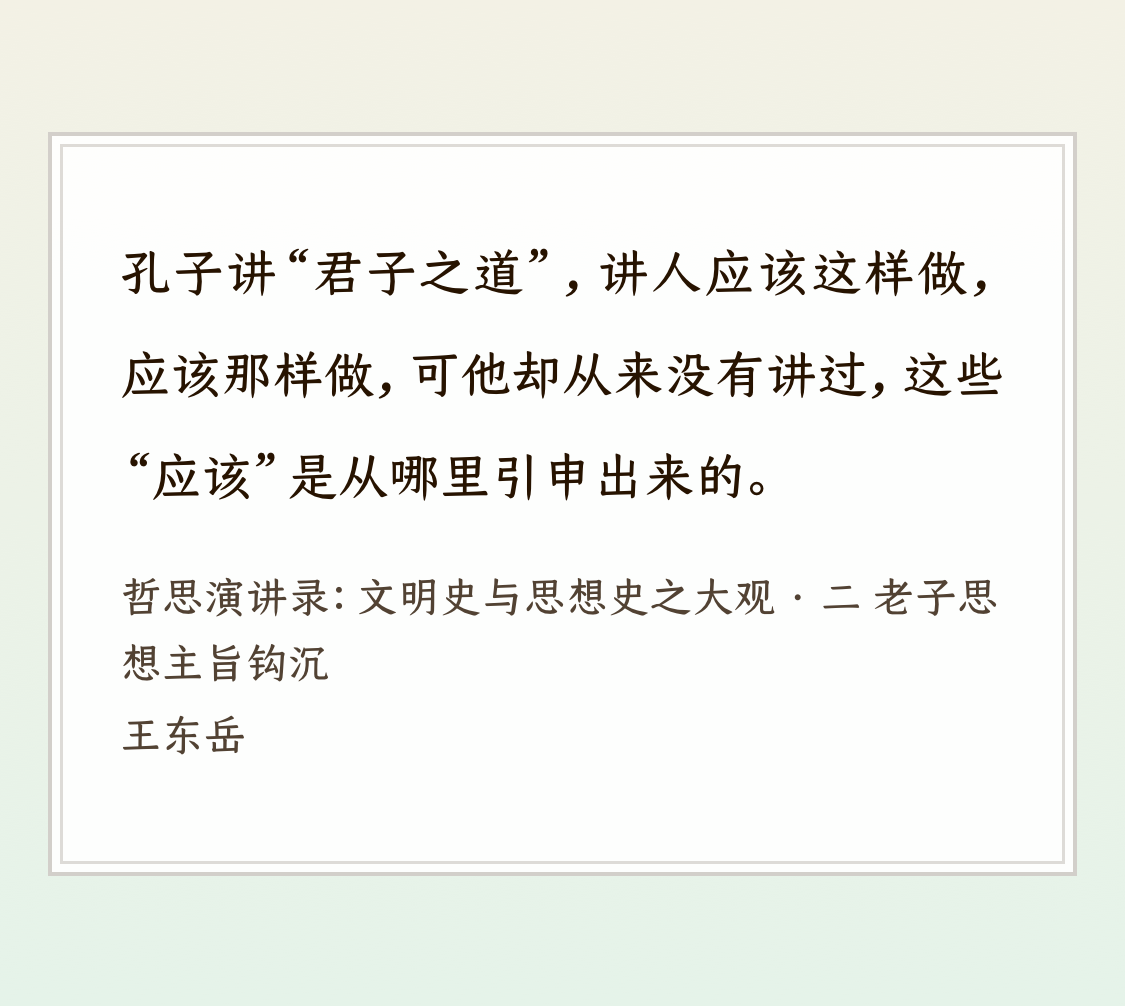 孔子讲“君子之道”,讲人应该这样做,
应该那样做,可他却从来没有讲过,这些
“应该”是从哪里引申出来的。
哲思演讲录:文明史与思想史之大观·二 老子思
想主旨钩沉
王东岳